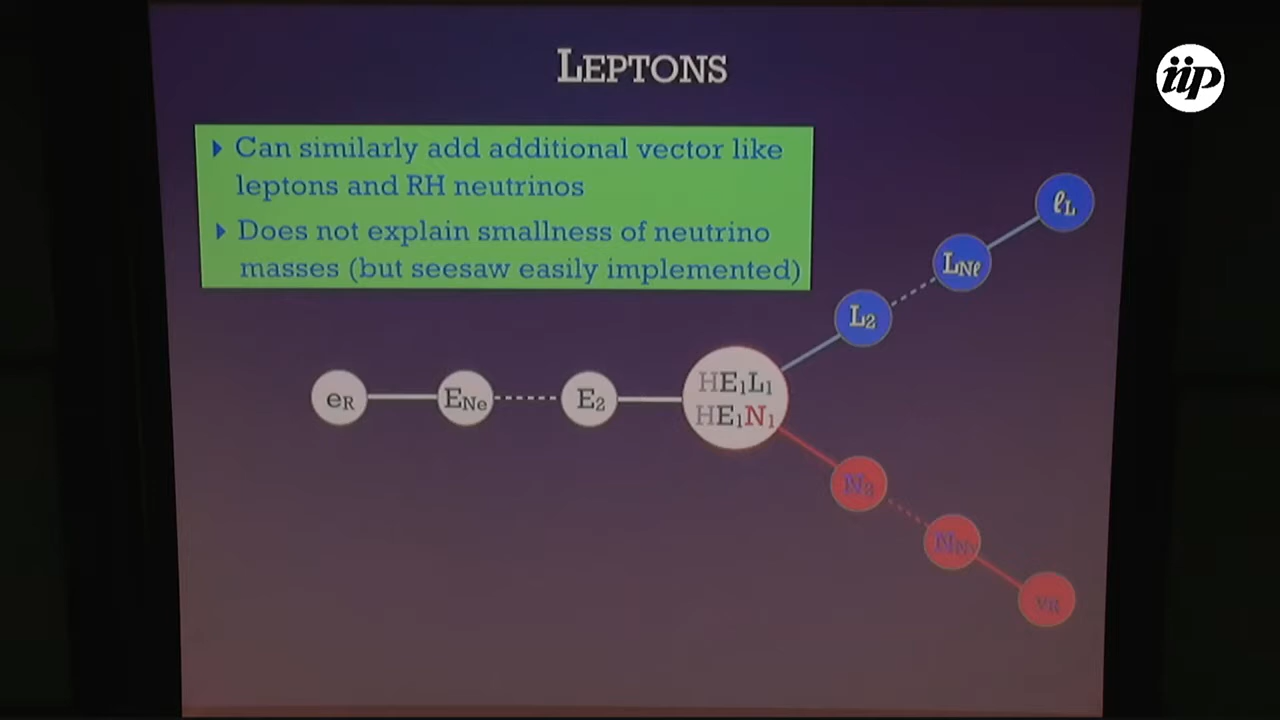 LEPTONS
iip
Can similarly add additional vector like
leptons and RH neutrinos
Does not explain smallness of neutrino
masses (but seesaw easily implemented)
ℓL
LNℓ
L2
HE1L1
HE1N1
eR
ENe
E2
N2
NNν
νR